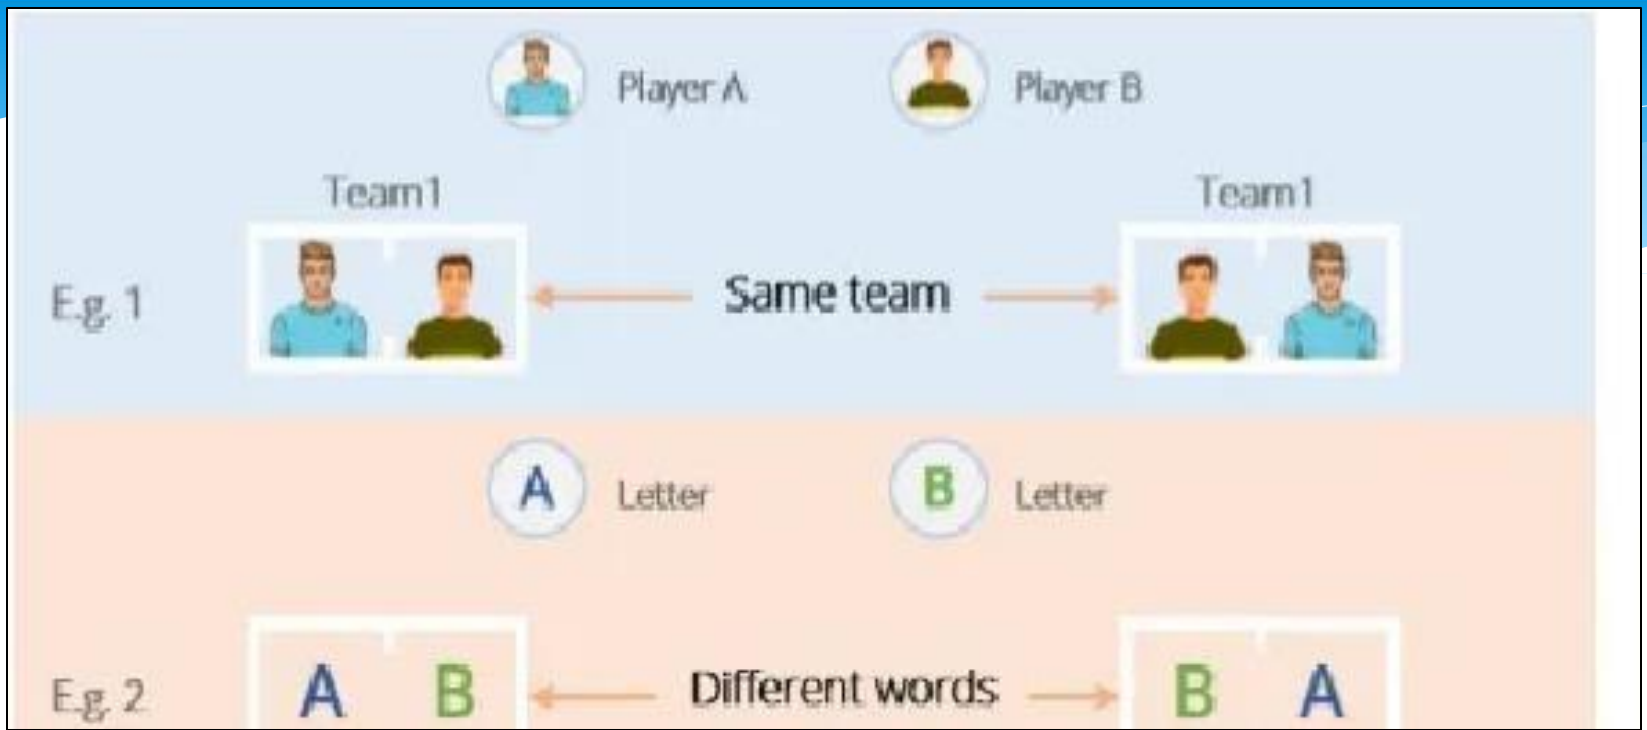 Player A Player B
Team1 Team1
E.g. 1 Same team
A Letter B Letter
E.g. 2 A B Different words B A